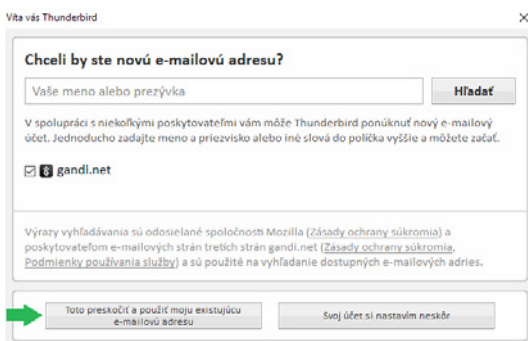 Víta vás Thunderbird
Chceli by ste novú e-mailovú adresu?
Vaše meno alebo prezývka
Hľadať
V spolupráci s niekoľkými poskytovateľmi vám môže Thunderbird ponúknuť nový e-mailový
účet. Jednoducho zadajte meno a priezvisko alebo iné slová do políčka vyššie a môžete začať.
gandi.net
Výrazy vyhľadávania sú odosielané spoločnosti Mozilla (Zásady ochrany súkromia) a
poskytovateľom e-mailových strán tretích strán gandi.net (Zásady ochrany súkromia,
Podmienky používania služby) a sú použité na vyhľadanie dostupných e-mailových adries.
Toto preskočiť a použiť moju existujúcu
e-mailovú adresu
Svoj účet si nastavím neskôr